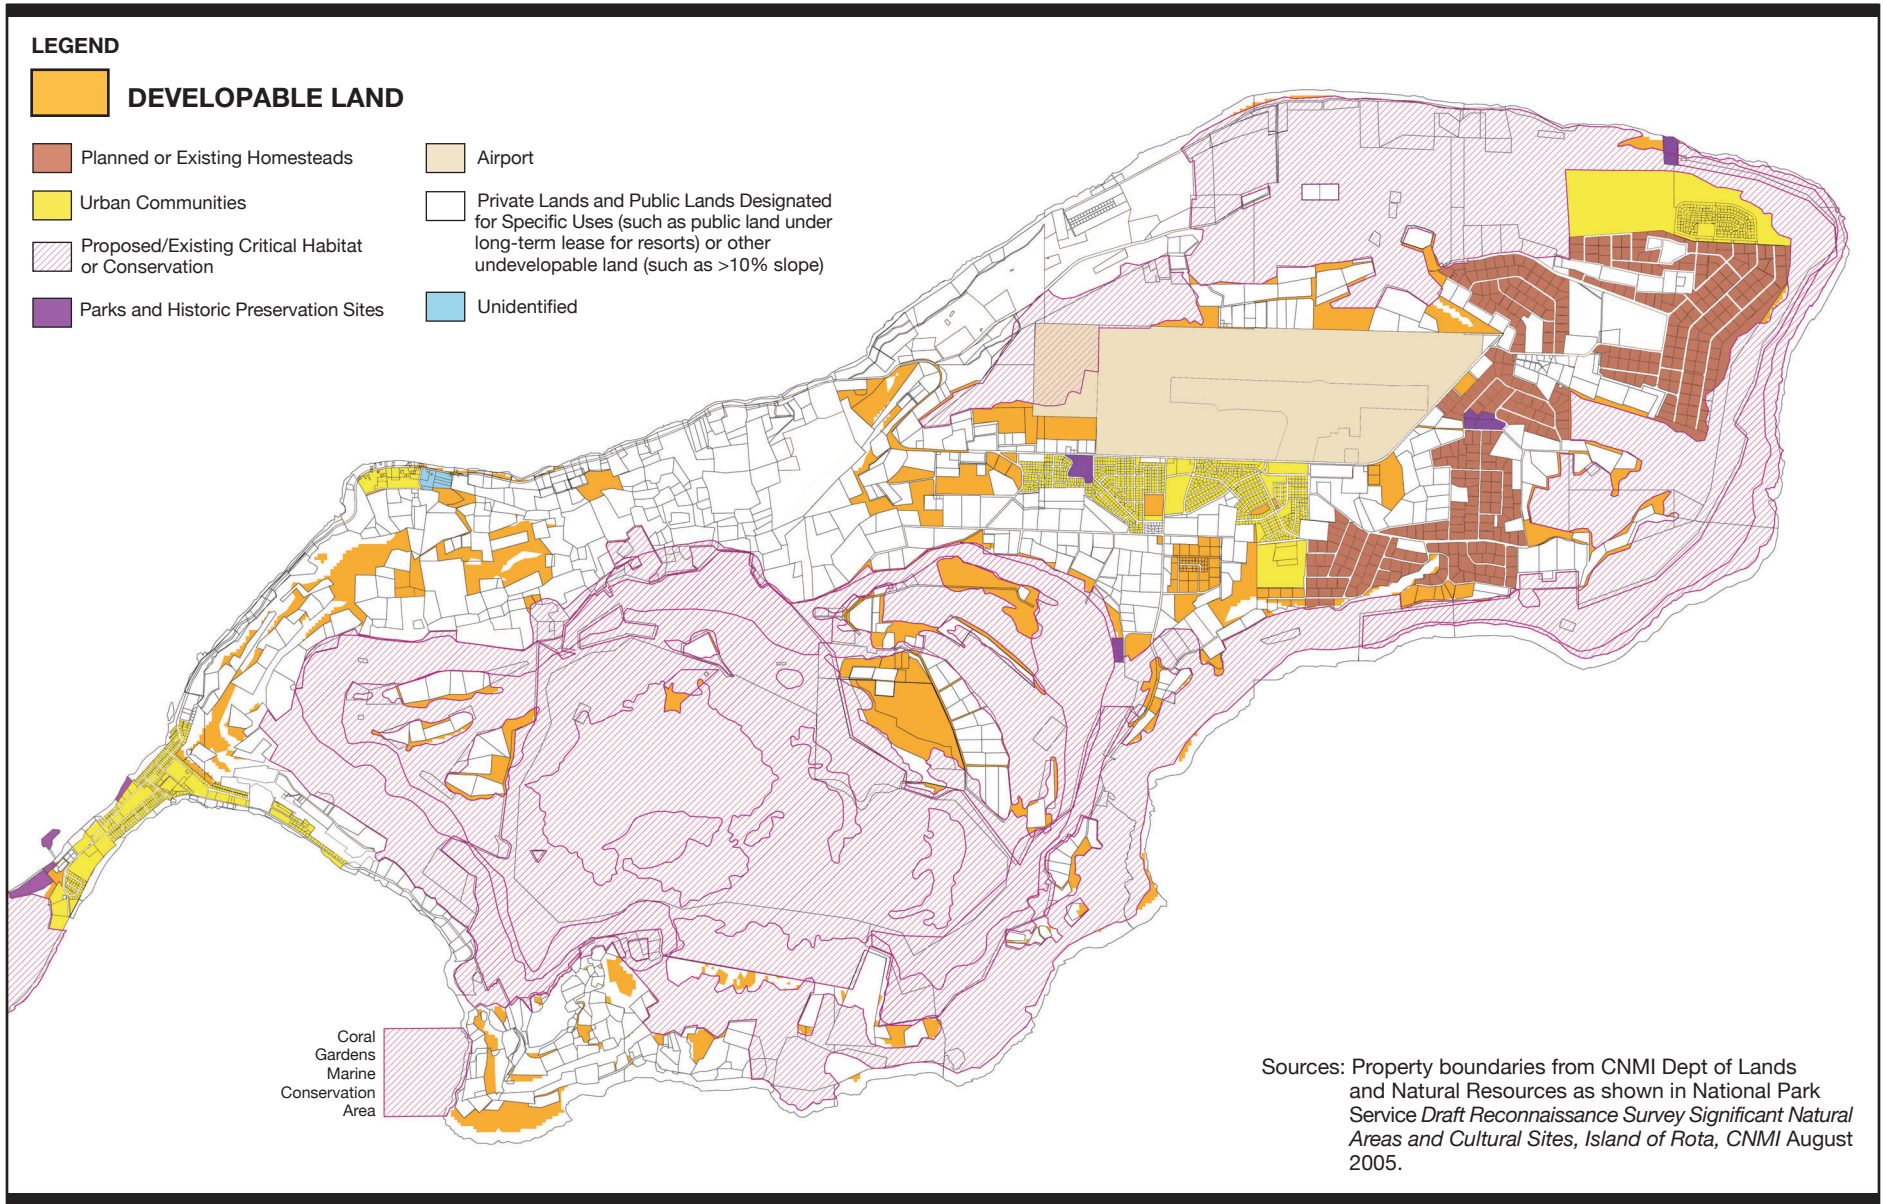 LEGEND
DEVELOPABLE LAND
Planned or Existing Homesteads
Urban Communities
Proposed/Existing Critical Habitat
or Conservation
Parks and Historic Preservation Sites
Airport
Private Lands and Public Lands Designated
for Specific Uses (such as public land under
long-term lease for resorts) or other
undevelopable land (such as >10% slope)
Unidentified
Coral
Gardens
Marine
Conservation
Area
Sources: Property boundaries from CNMI Dept of Lands
and Natural Resources as shown in National Park
Service Draft Reconnaissance Survey Significant Natural
Areas and Cultural Sites, Island of Rota, CNMI August
2005.